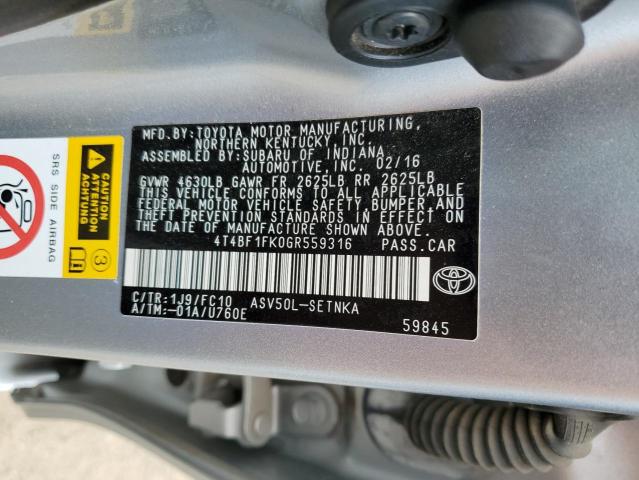 MFD.BY:TOYOTA MOTOR MANUFACTURING,
NORTHERN KENTUCKY,INC.
ASSEMBLED BY:SUBARU OF INDIANA
AUTOMOTIVE,INC. 02/16
GVWR 4630LB GAWR FR 2625LB RR 2625LB
THIS VEHICLE CONFORMS TO ALL APPLICABLE
FEDERAL MOTOR VEHICLE SAFETY,BUMPER,AND
THEFT PREVENTION STANDARDS IN EFFECT
ON THE DATE OF MANUFACTURE SHOWN ABOVE.
4T4BF1FK0GR559316 PASS.CAR
C/TR:1J9/FC10 ASV50L-SETNKA
A/TM:-01A/U760E
59845
TOYOTA
SRS SIDE AIRBAG
WARNING
ACHTUNG
3